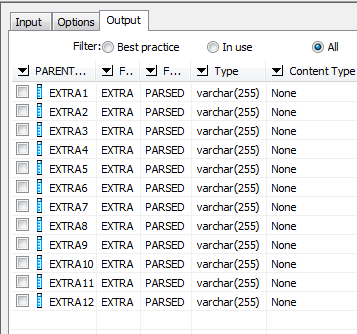 Input Options Output
Filter: Best practice In use All
PARENT... F.. F... Type Content Type
EXTRA1 EXTRA PARSED varchar(255) None
EXTRA2 EXTRA PARSED varchar(255) None
EXTRA3 EXTRA PARSED varchar(255) None
EXTRA4 EXTRA PARSED varchar(255) None
EXTRA5 EXTRA PARSED varchar(255) None
EXTRA6 EXTRA PARSED varchar(255) None
EXTRA7 EXTRA PARSED varchar(255) None
EXTRA8 EXTRA PARSED varchar(255) None
EXTRA9 EXTRA PARSED varchar(255) None
EXTRA10 EXTRA PARSED varchar(255) None
EXTRA11 EXTRA PARSED varchar(255) None
EXTRA12 EXTRA PARSED varchar(255) None